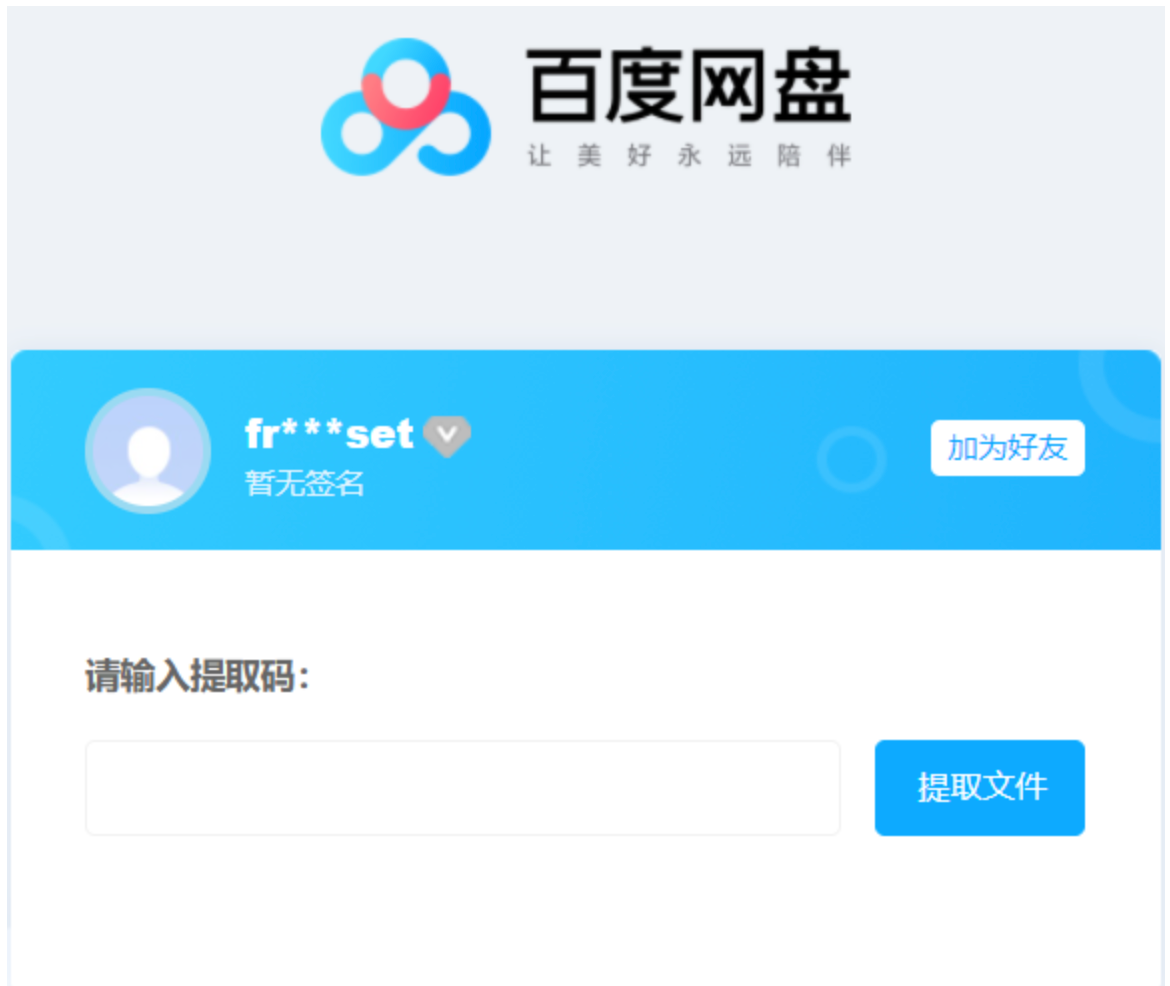 百度网盘
让美好永远陪伴
fr***set
暂无签名
加为好友
请输入提取码：
提取文件